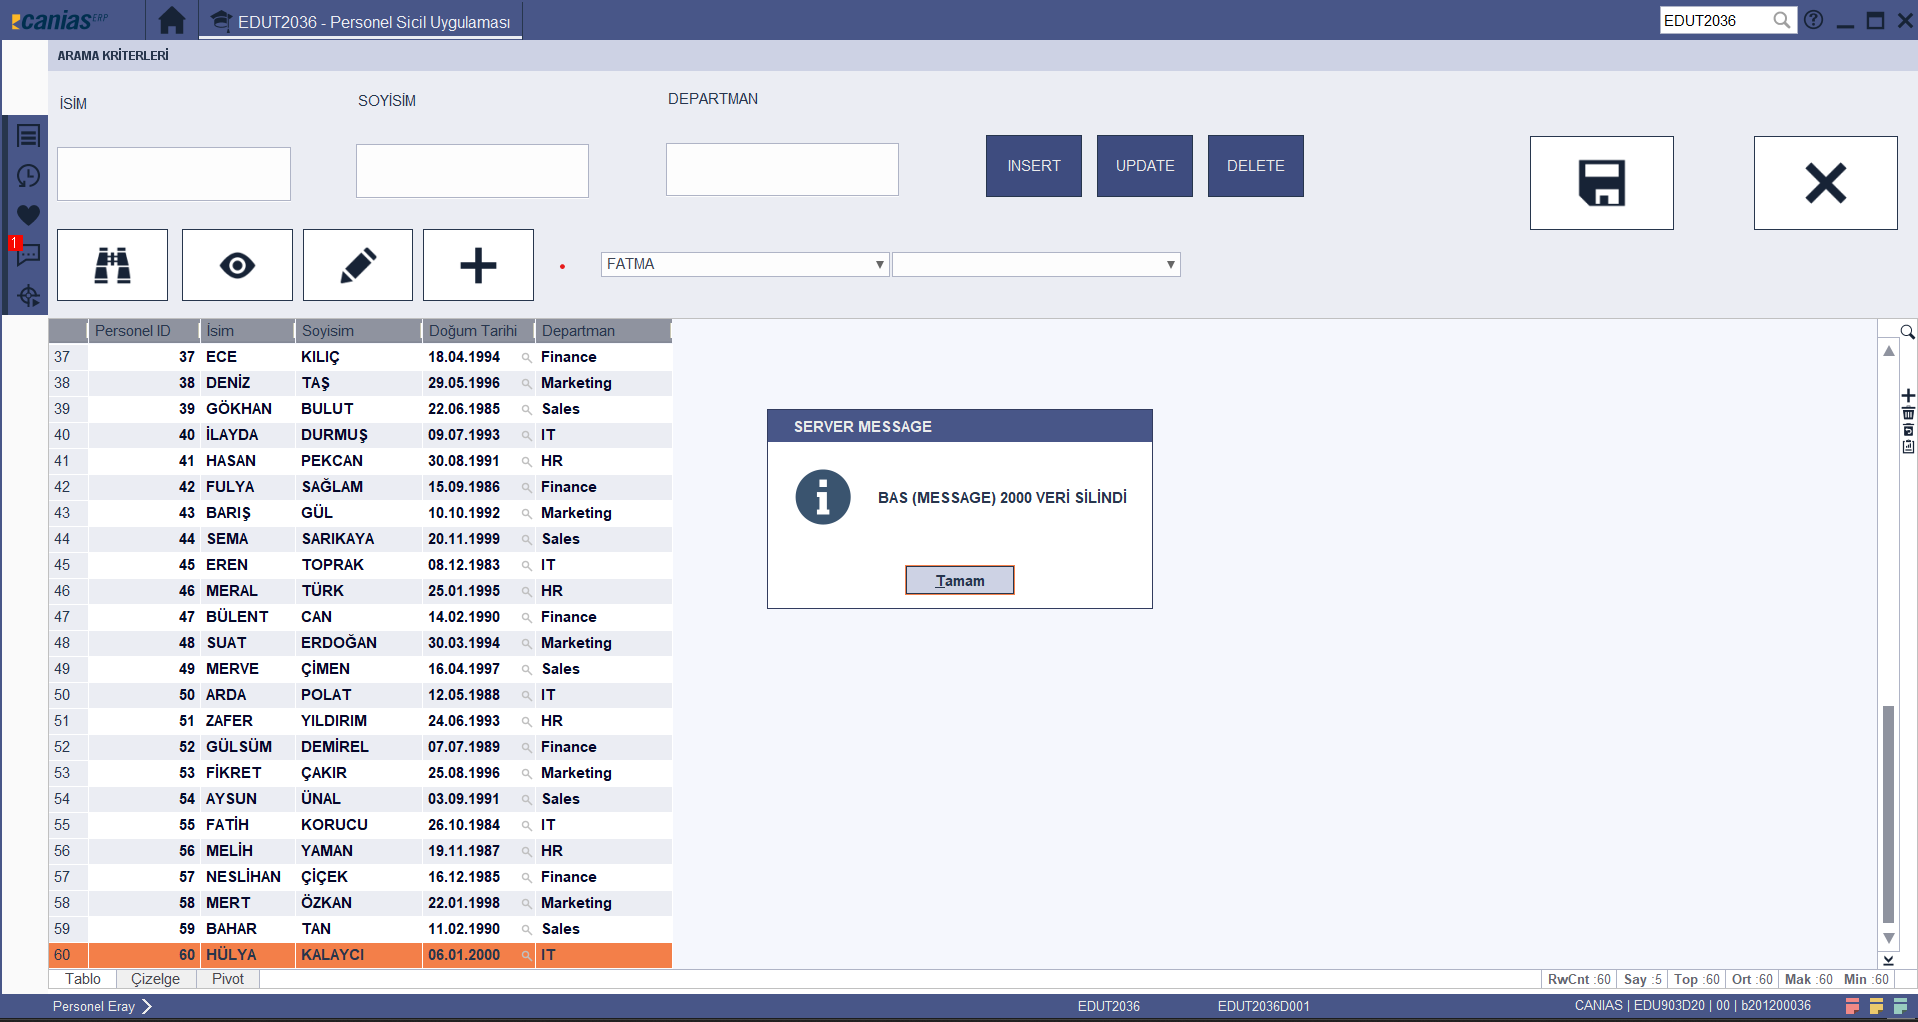 caniasERP
EDUT2036 - Personel Sicil Uygulaması
EDUT2036
ARAMA KRİTERLERİ
İSİM
SOYİSİM
DEPARTMAN
INSERT
UPDATE
DELETE
1
FATMA
Personel ID İsim Soyisim Doğum Tarihi Departman
37 37 ECE KILIÇ 18.04.1994 Finance
38 38 DENİZ TAŞ 29.05.1996 Marketing
39 39 GÖKHAN BULUT 22.06.1985 Sales
40 40 İLAYDA DURMUŞ 09.07.1993 IT
41 41 HASAN PEKCAN 30.08.1991 HR
42 42 FULYA SAĞLAM 15.09.1986 Finance
43 43 BARIŞ GÜL 10.10.1992 Marketing
44 44 SEMA SARIKAYA 20.11.1999 Sales
45 45 EREN TOPRAK 08.12.1983 IT
46 46 MERAL TÜRK 25.01.1995 HR
47 47 BÜLENT CAN 14.02.1990 Finance
48 48 SUAT ERDOĞAN 30.03.1994 Marketing
49 49 MERVE ÇİMEN 16.04.1997 Sales
50 50 ARDA POLAT 12.05.1988 IT
51 51 ZAFER YILDIRIM 24.06.1993 HR
52 52 GÜLSÜM DEMİREL 07.07.1989 Finance
53 53 FİKRET ÇAKIR 25.08.1996 Marketing
54 54 AYSUN ÜNAL 03.09.1991 Sales
55 55 FATİH KORUCU 26.10.1984 IT
56 56 MELİH YAMAN 19.11.1987 HR
57 57 NESLİHAN ÇİÇEK 16.12.1985 Finance
58 58 MERT ÖZKAN 22.01.1998 Marketing
59 59 BAHAR TAN 11.02.1990 Sales
60 60 HÜLYA KALAYCI 06.01.2000 IT
SERVER MESSAGE
BAS (MESSAGE) 2000 VERİ SİLİNDİ
Tamam
Tablo Çizelge Pivot
RwCnt :60 Say :5 Top :60 Ort :60 Mak :60 Min :60
Personel Eray
EDUT2036
EDUT2036D001
CANIAS | EDU903D20 | 00 | b201200036